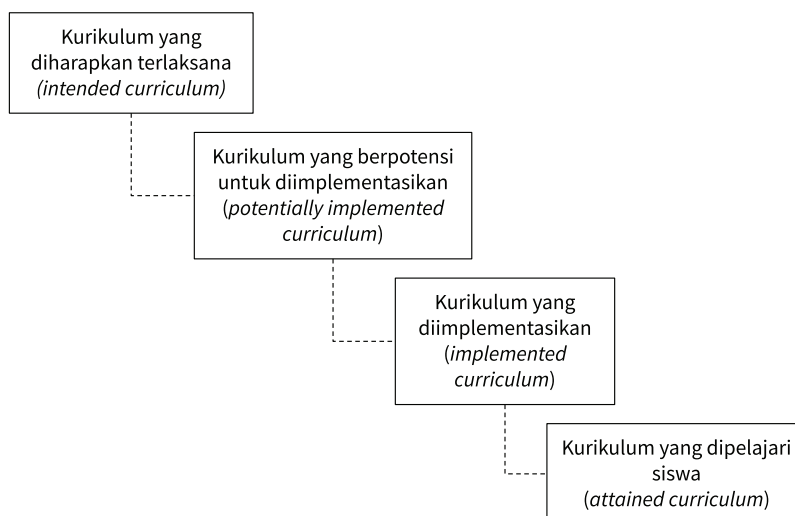 Kurikulum yang
diharapkan terlaksana
(intended curriculum)
Kurikulum yang berpotensi
untuk diimplementasikan
(potentially implemented
curriculum)
Kurikulum yang
diimplementasikan
(implemented
curriculum)
Kurikulum yang dipelajari
siswa
(attained curriculum)